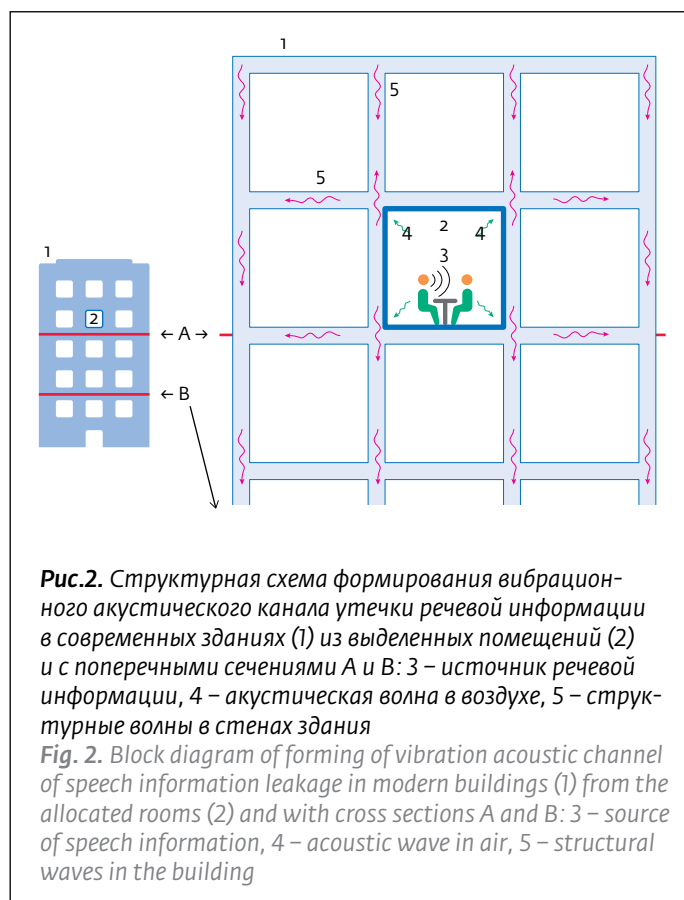 1
5
5
4 2 4
3
1
2
← A →
← B
Рис.2. Структурная схема формирования вибрацион-
ного акустического канала утечки речевой информации
в современных зданиях (1) из выделенных помещений (2)
и с поперечными сечениями А и В: 3 – источник речевой
информации, 4 – акустическая волна в воздухе, 5 – струк-
турные волны в стенах здания
Fig. 2. Block diagram of forming of vibration acoustic channel
of speech information leakage in modern buildings (1) from the
allocated rooms (2) and with cross sections A and B: 3 – source
of speech information, 4 – acoustic wave in air, 5 – structural
waves in the building